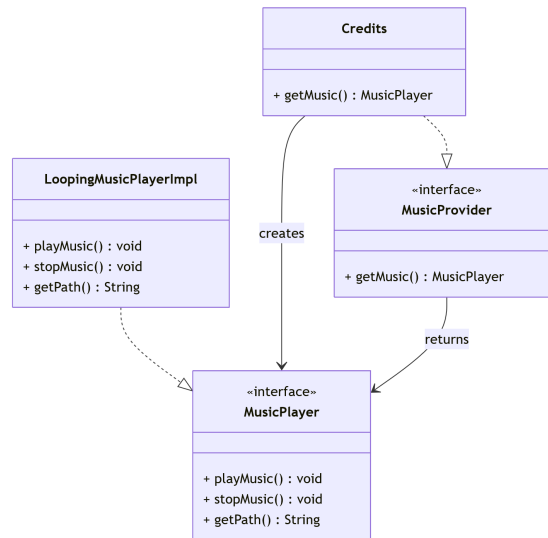 Credits
+ getMusic() : MusicPlayer
LoopingMusicPlayerImpl
+ playMusic() : void
+ stopMusic() : void
+ getPath() : String
«interface»
MusicProvider
+ getMusic() : MusicPlayer
creates
returns
«interface»
MusicPlayer
+ playMusic() : void
+ stopMusic() : void
+ getPath() : String